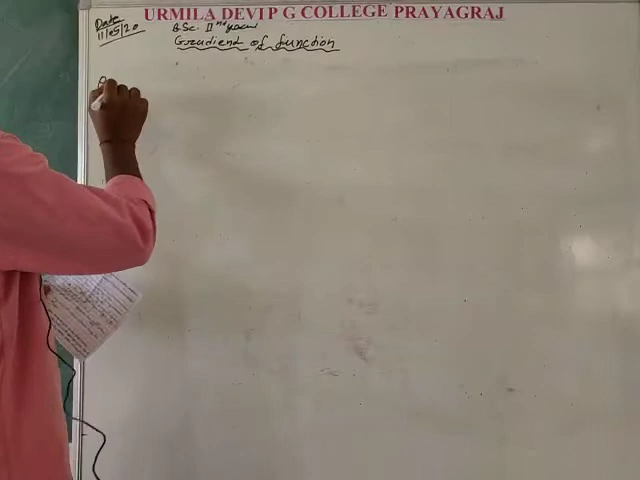 URMILA DEVI P G COLLEGE PRAYAGRAJ
Date
11/05/20
B.Sc. II nd year
Gradient of function